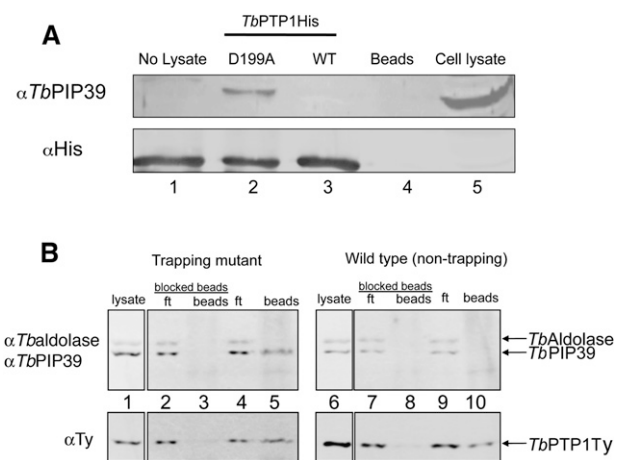 A
TbPTP1His
No Lysate D199A WT Beads Cell lysate
αTbPIP39
αHis
1 2 3 4 5
B
Trapping mutant Wild type (non-trapping)
blocked beads blocked beads
lysate ft beads ft beads lysate ft beads ft beads
αTbaldolase TbAldolase
αTbPIP39 TbPIP39
1 2 3 4 5 6 7 8 9 10
αTy TbPTP1Ty